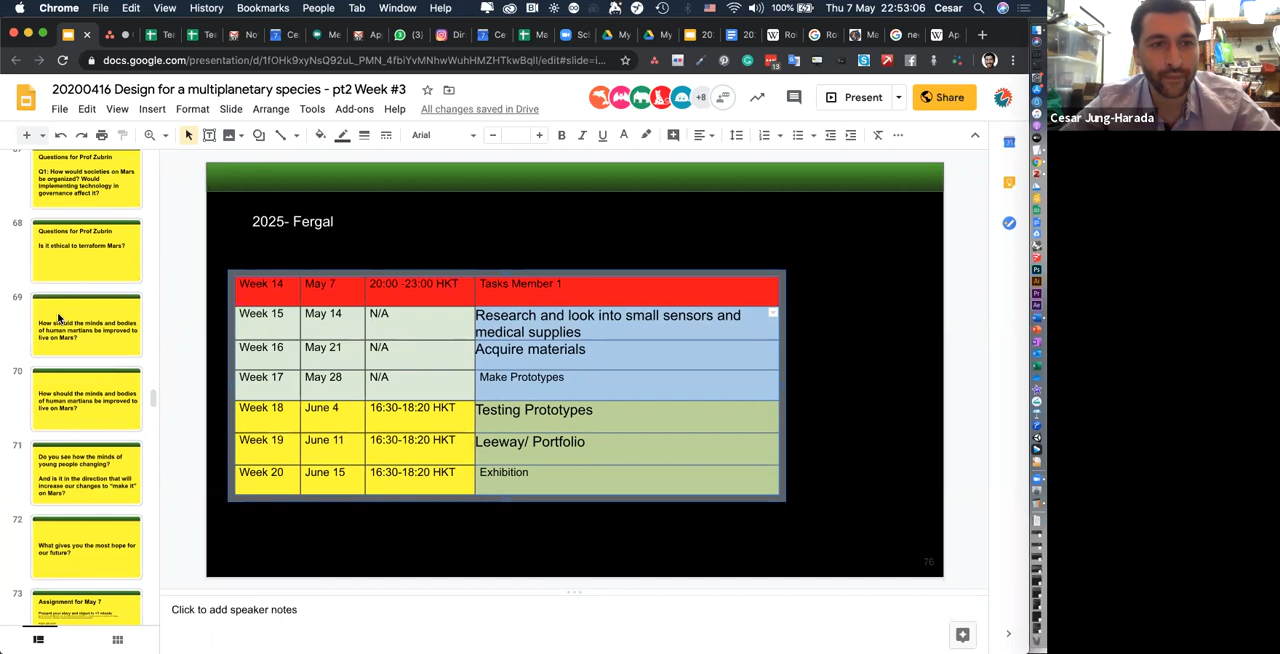 Chrome File Edit View History Bookmarks People Tab Window Help
100% Thu 7 May 22:53:06 Cesar
docs.google.com/presentation/d/1fOHk9xyNsQ92uL_PMN_4fbiYvMNhwWuhHMZHTkwBqlI/edit#slide=i...
20200416 Design for a multiplanetary species - pt2 Week #3
+8
Present
Share
File Edit View Insert Format Slide Arrange Tools Add-ons Help
All changes saved in Drive
Arial
Cesar Jung-Harada
Questions for Prof Zubrin
Q1: How would societies on Mars
be organized? Would
implementing technology in
governance affect it?
68
Questions for Prof Zubrin
Is it ethical to terraform Mars?
69
How should the minds and bodies
of human martians be improved to
live on Mars?
70
How should the minds and bodies
of human martians be improved to
live on Mars?
71
Do you see how the minds of
young people changing?
And is it in the direction that will
increase our changes to "make it"
on Mars?
72
What gives you the most hope for
our future?
73
Assignment for May 7
2025- Fergal
Week 14 May 7 20:00 -23:00 HKT Tasks Member 1
Week 15 May 14 N/A Research and look into small sensors and
medical supplies
Week 16 May 21 N/A Acquire materials
Week 17 May 28 N/A Make Prototypes
Week 18 June 4 16:30-18:20 HKT Testing Prototypes
Week 19 June 11 16:30-18:20 HKT Leeway/ Portfolio
Week 20 June 15 16:30-18:20 HKT Exhibition
76
Click to add speaker notes